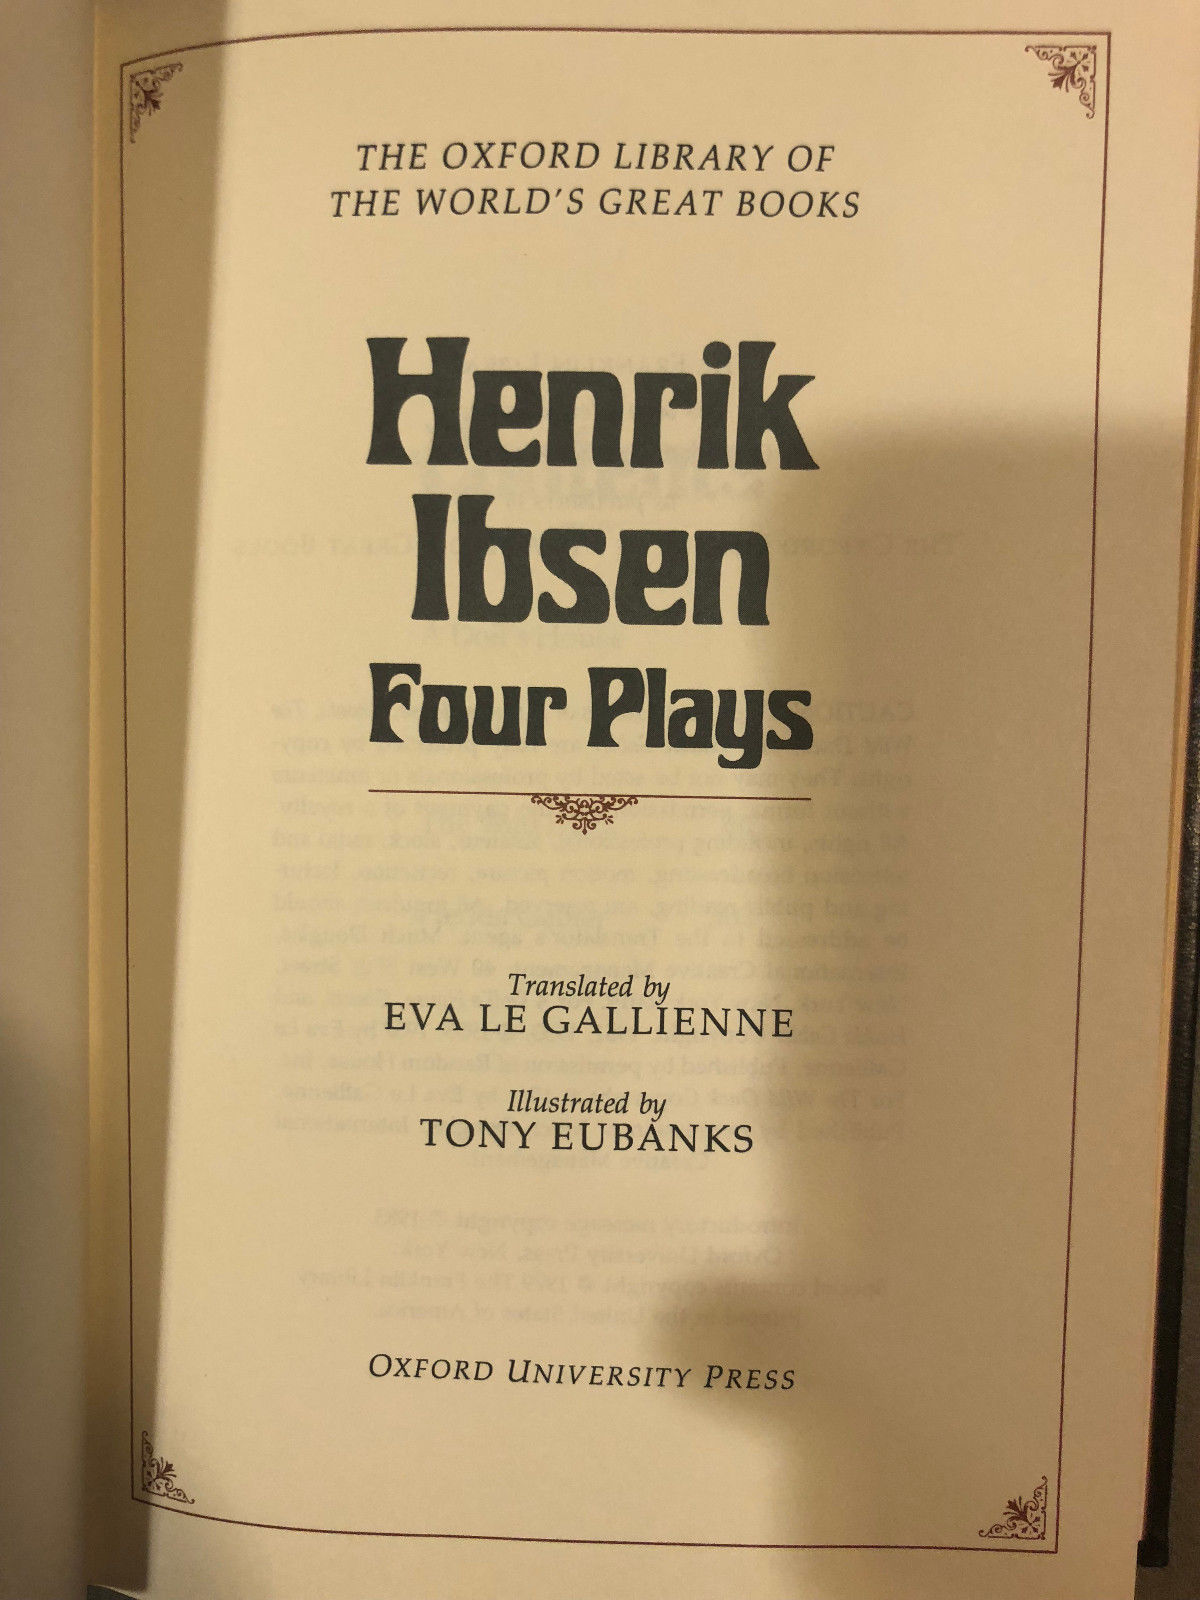 THE OXFORD LIBRARY OF
THE WORLD'S GREAT BOOKS
Henrik
Ibsen
Four Plays
Translated by
EVA LE GALLIENNE
Illustrated by
TONY EUBANKS
OXFORD UNIVERSITY PRESS